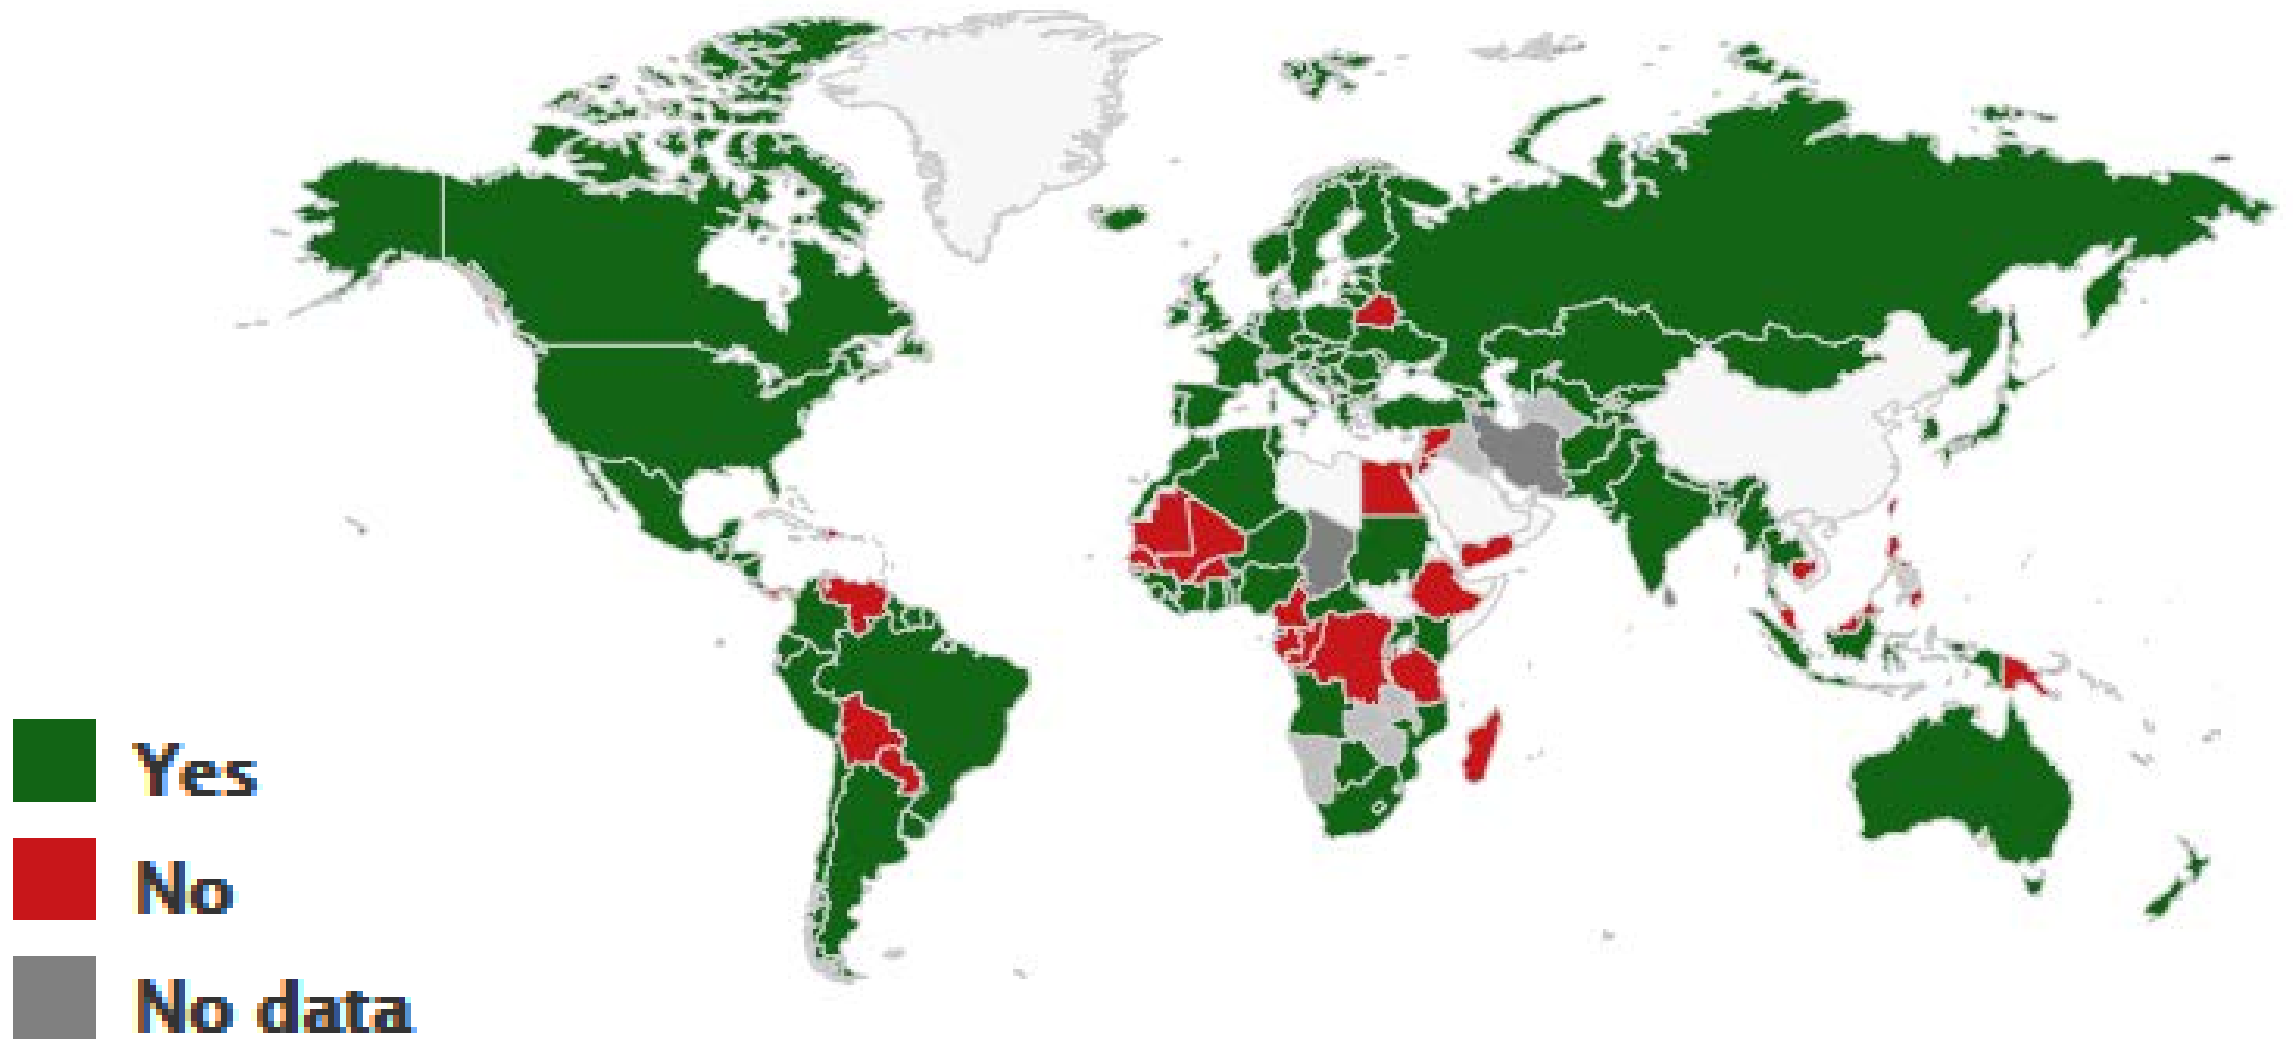 Yes
No
No data